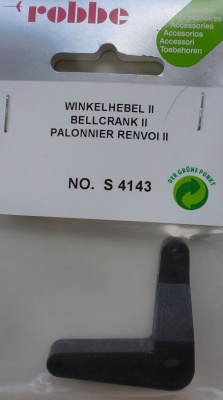 robbe
Accessories
Accesorios
Accessori
Toebehoren
WINKELHEBEL II
BELLCRANK II
PALONNIER RENVOI II
NO. S 4143
DER GRÜNE PUNKT